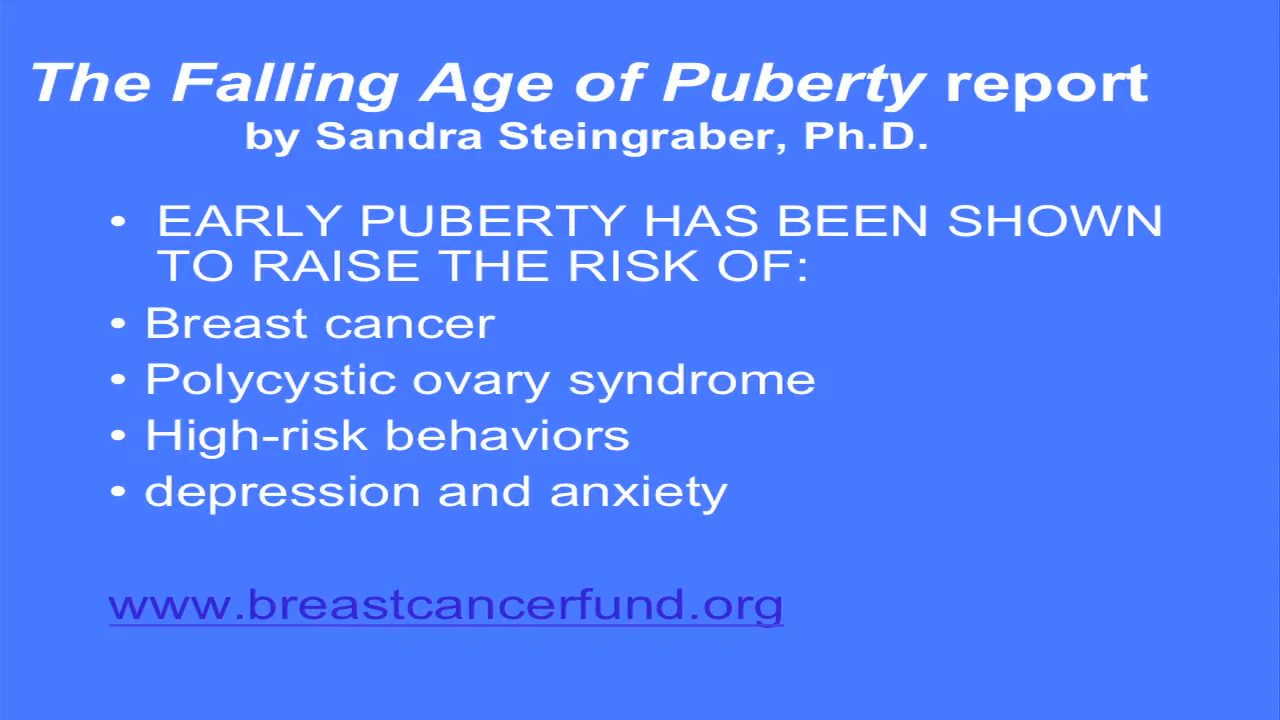 The Falling Age of Puberty report
by Sandra Steingraber, Ph.D.
• EARLY PUBERTY HAS BEEN SHOWN
TO RAISE THE RISK OF:
• Breast cancer
• Polycystic ovary syndrome
• High-risk behaviors
• depression and anxiety
www.breastcancerfund.org